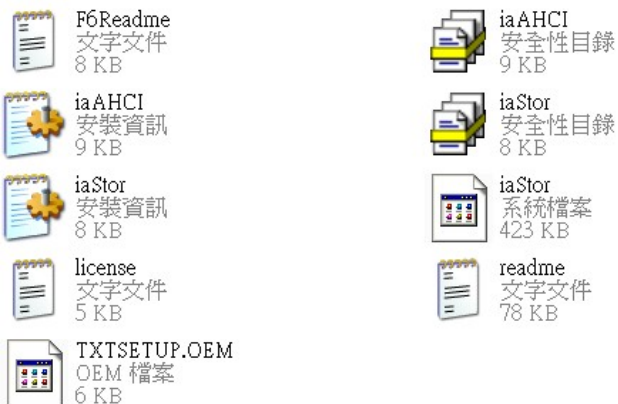 F6Readme
文字文件
8 KB
iaAHCI
安全性目錄
9 KB
iaAHCI
安裝資訊
9 KB
iaStor
安全性目錄
8 KB
iaStor
安裝資訊
8 KB
iaStor
系統檔案
423 KB
license
文字文件
5 KB
readme
文字文件
78 KB
TXTSETUP.OEM
OEM 檔案
6 KB